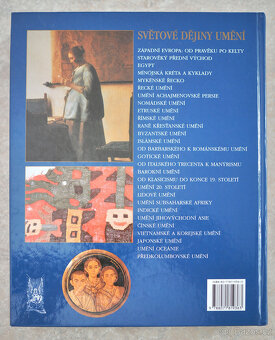 SVĚTOVÉ DĚJINY UMĚNÍ
ZÁPADNÍ EVROPA: OD PRAVĚKU PO KELTY
STAROVĚKÝ PŘEDNÍ VÝCHOD
EGYPT
MÍNOJSKÁ KRÉTA A KYKLADY
MYKÉNSKÉ ŘECKO
ŘECKÉ UMĚNÍ
UMĚNÍ ACHAIMENOVSKÉ PERSIE
NOMÁDSKÉ UMĚNÍ
ETRUSKÉ UMĚNÍ
ŘÍMSKÉ UMĚNÍ
RANĚ KŘESŤANSKÉ UMĚNÍ
BYZANTSKÉ UMĚNÍ
ISLÁMSKÉ UMĚNÍ
OD BARBARSKÉHO K ROMÁNSKÉMU UMĚNÍ
GOTICKÉ UMĚNÍ
OD ITALSKÉHO TRECENTA K MANÝRISMU
BAROKNÍ UMĚNÍ
OD KLASICISMU DO KONCE 19. STOLETÍ
UMĚNÍ 20. STOLETÍ
LIDOVÉ UMĚNÍ
UMĚNÍ SUBSAHARSKÉ AFRIKY
INDICKÉ UMĚNÍ
UMĚNÍ JIHOVÝCHODNÍ ASIE
ČÍNSKÉ UMĚNÍ
VIETNAMSKÉ A KOREJSKÉ UMĚNÍ
JAPONSKÉ UMĚNÍ
UMĚNÍ OCEÁNIE
PŘEDKOLUMBOVSKÉ UMĚNÍ